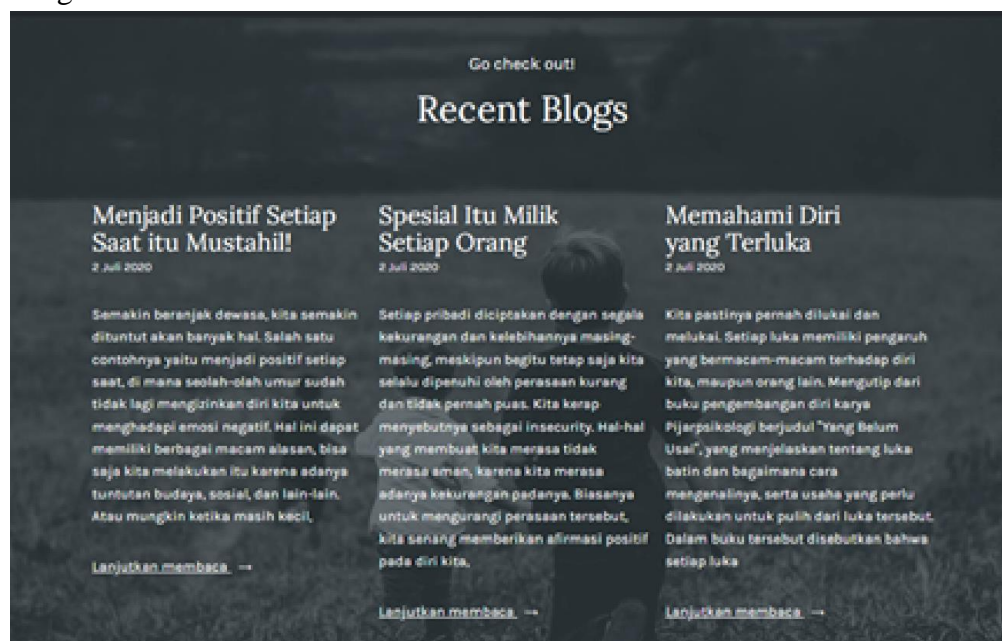 Go check out!
Recent Blogs
Menjadi Positif Setiap
Saat itu Mustahil!
2 Juli 2020
Semakin beranjak dewasa, kita semakin
dituntut akan banyak hal. Salah satu
contohnya yaitu menjadi positif setiap
saat, di mana seolah-olah umur sudah
tidak lagi mengizinkan diri kita untuk
menghadapi emosi negatif. Hal ini dapat
memiliki berbagai macam alasan, bisa
saja kita melakukan itu karena adanya
tuntutan budaya, sosial, dan lain-lain.
Atau mungkin ketika masih kecil,
Lanjutkan membaca →
Spesial Itu Milik
Setiap Orang
2 Juli 2020
Setiap pribadi diciptakan dengan segala
kekurangan dan kelebihannya masing-
masing, meskipun begitu tetap saja kita
selalu dipenuhi oleh perasaan kurang
dan tidak pernah puas. Kita kerap
menyebutnya sebagai insecurity. Hal-hal
yang membuat kita merasa tidak
merasa aman, karena kita merasa
adanya kekurangan padanya. Biasanya
untuk mengurangi perasaan tersebut,
kita senang memberikan afirmasi positif
pada diri kita,
Lanjutkan membaca →
Memahami Diri
yang Terluka
2 Juli 2020
Kita pastinya pernah dilukai dan
melukai. Setiap luka memiliki pengaruh
yang bermacam-macam terhadap diri
kita, maupun orang lain. Mengutip dari
buku pengembangan diri karya
Pijarpsikologi berjudul "Yang Belum
Usai", yang menjelaskan tentang luka
batin dan bagaimana cara
mengenalinya, serta usaha yang perlu
dilakukan untuk pulih dari luka tersebut.
Dalam buku tersebut disebutkan bahwa
setiap luka
Lanjutkan membaca →